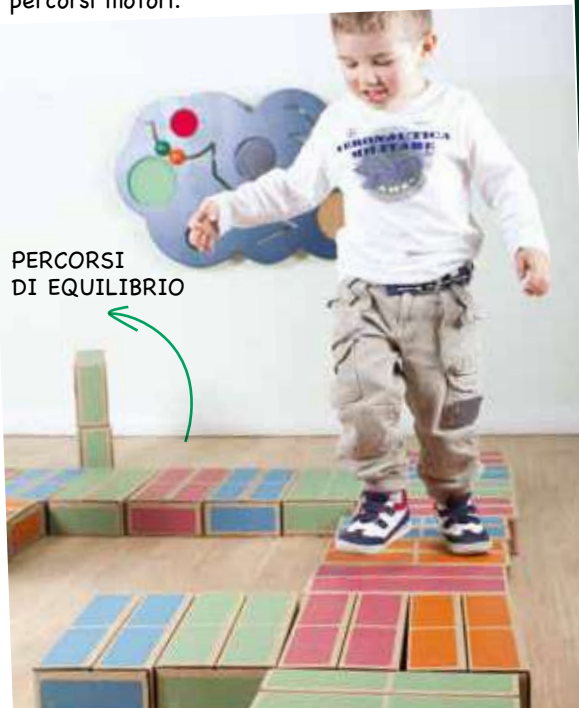 percorsi motori.
AERONAUTICA
MILITARE
PERCORSI
DI EQUILIBRIO